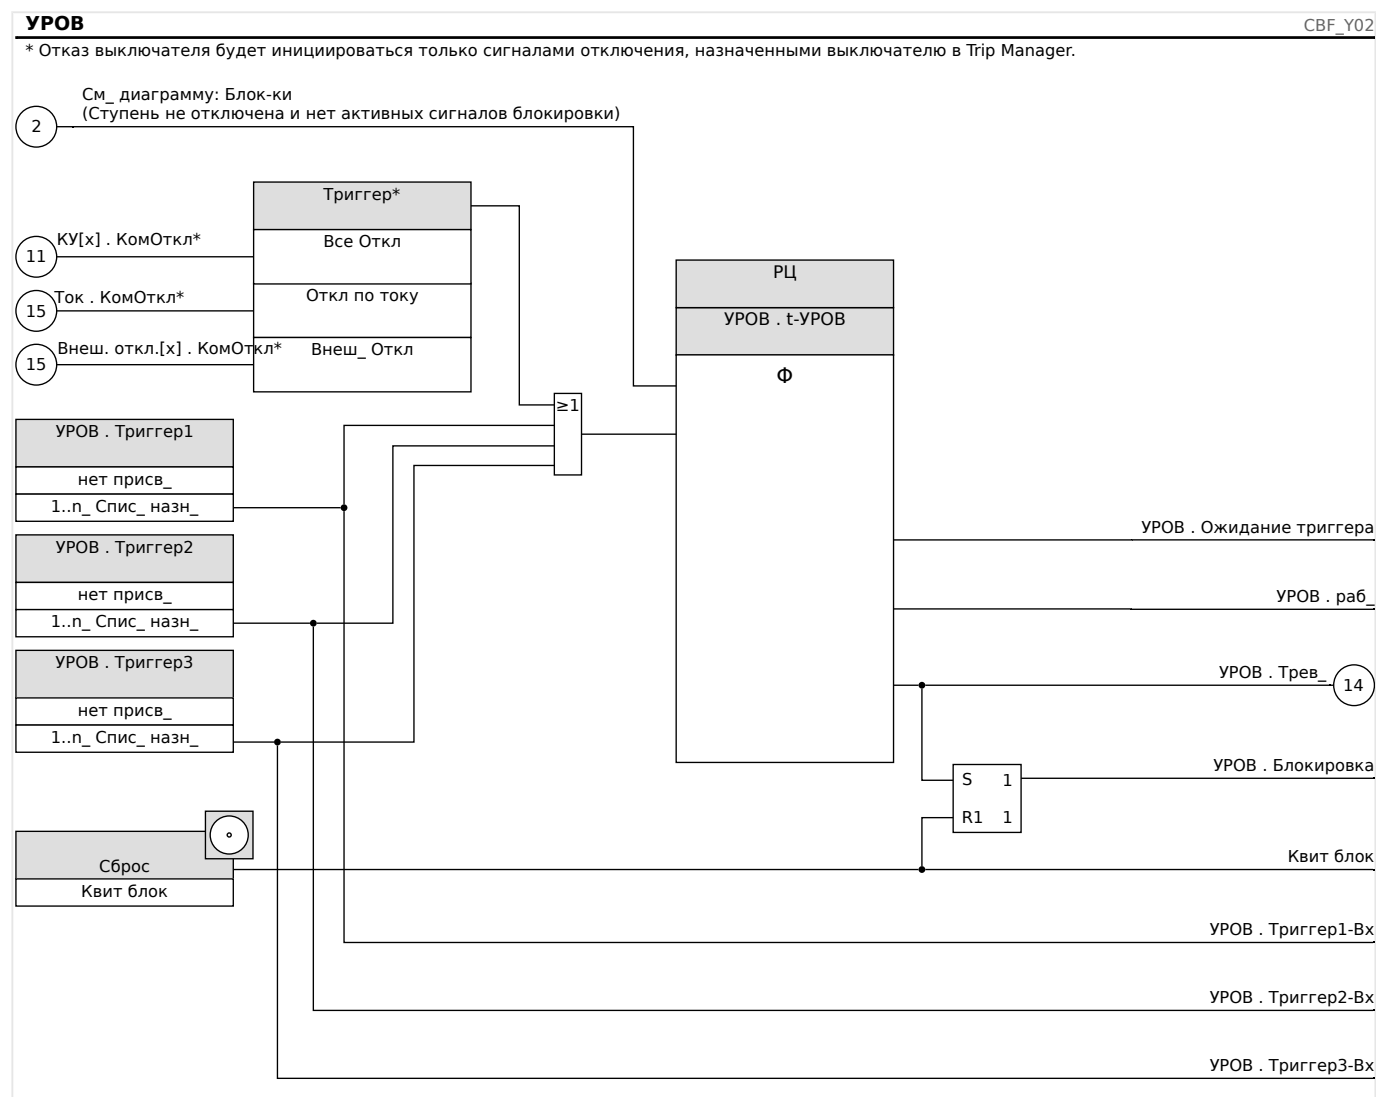 УРОВ
CBF_Y02
* Отказ выключателя будет инициироваться только сигналами отключения, назначенными выключателю в Trip Manager.
См_ диаграмму: Блок-ки
(Ступень не отключена и нет активных сигналов блокировки)
2
Триггер*
КУ[x] . КомОткл*
11
Все Откл
Ток . КомОткл*
15
Откл по току
Внеш. откл.[x] . КомОткл*
15
Внеш_ Откл
РЦ
УРОВ . t-УРОВ
Ф
≥1
УРОВ . Триггер1
нет присв_
1..n_ Спис_ назн_
УРОВ . Триггер2
нет присв_
1..n_ Спис_ назн_
УРОВ . Триггер3
нет присв_
1..n_ Спис_ назн_
УРОВ . Ожидание триггера
УРОВ . раб_
УРОВ . Трев_
14
УРОВ . Блокировка
S 1
R1 1
Сброс
Квит блок
Квит блок
УРОВ . Триггер1-Вх
УРОВ . Триггер2-Вх
УРОВ . Триггер3-Вх